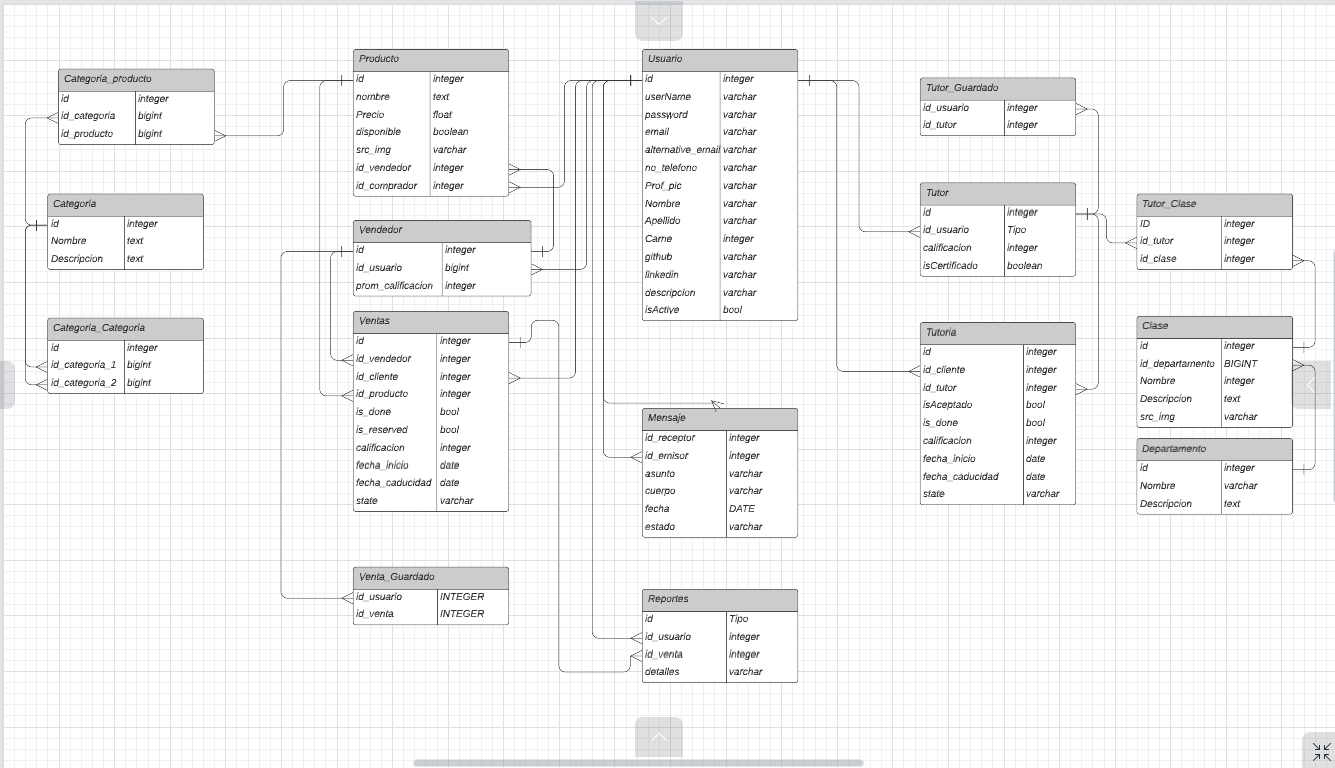 Categoria_producto
id integer
id_categoria bigint
id_producto bigint
Categoria
id integer
Nombre text
Descripcion text
Categoria_Categoria
id integer
id_categoria_1 bigint
id_categoria_2 bigint
Producto
id integer
nombre text
Precio float
disponible boolean
src_img varchar
id_vendedor integer
id_comprador integer
Vendedor
id integer
id_usuario bigint
prom_calificacion integer
Ventas
id integer
id_vendedor integer
id_cliente integer
id_producto integer
is_done bool
is_reserved bool
calificacion integer
fecha_inicio date
fecha_caducidad date
state varchar
Venta_Guardado
id_usuario INTEGER
id_venta INTEGER
Usuario
id integer
userName varchar
password varchar
email varchar
alternative_email varchar
no_telefono varchar
Prof_pic varchar
Nombre varchar
Apellido varchar
Carne integer
github varchar
linkedin varchar
descripcion varchar
isActive bool
Mensaje
id_receptor integer
id_emisor integer
asunto varchar
cuerpo varchar
fecha DATE
estado varchar
Reportes
id Tipo
id_usuario integer
id_venta integer
detalles varchar
Tutor_Guardado
id_usuario integer
id_tutor integer
Tutor
id integer
id_usuario Tipo
calificacion integer
isCertificado boolean
Tutoria
id integer
id_cliente integer
id_tutor integer
isAceptado bool
is_done bool
calificacion integer
fecha_inicio date
fecha_caducidad date
state varchar
Tutor_Clase
ID integer
id_tutor integer
id_clase integer
Clase
id integer
id_departamento BIGINT
Nombre integer
Descripcion text
src_img varchar
Departamento
id integer
Nombre varchar
Descripcion text